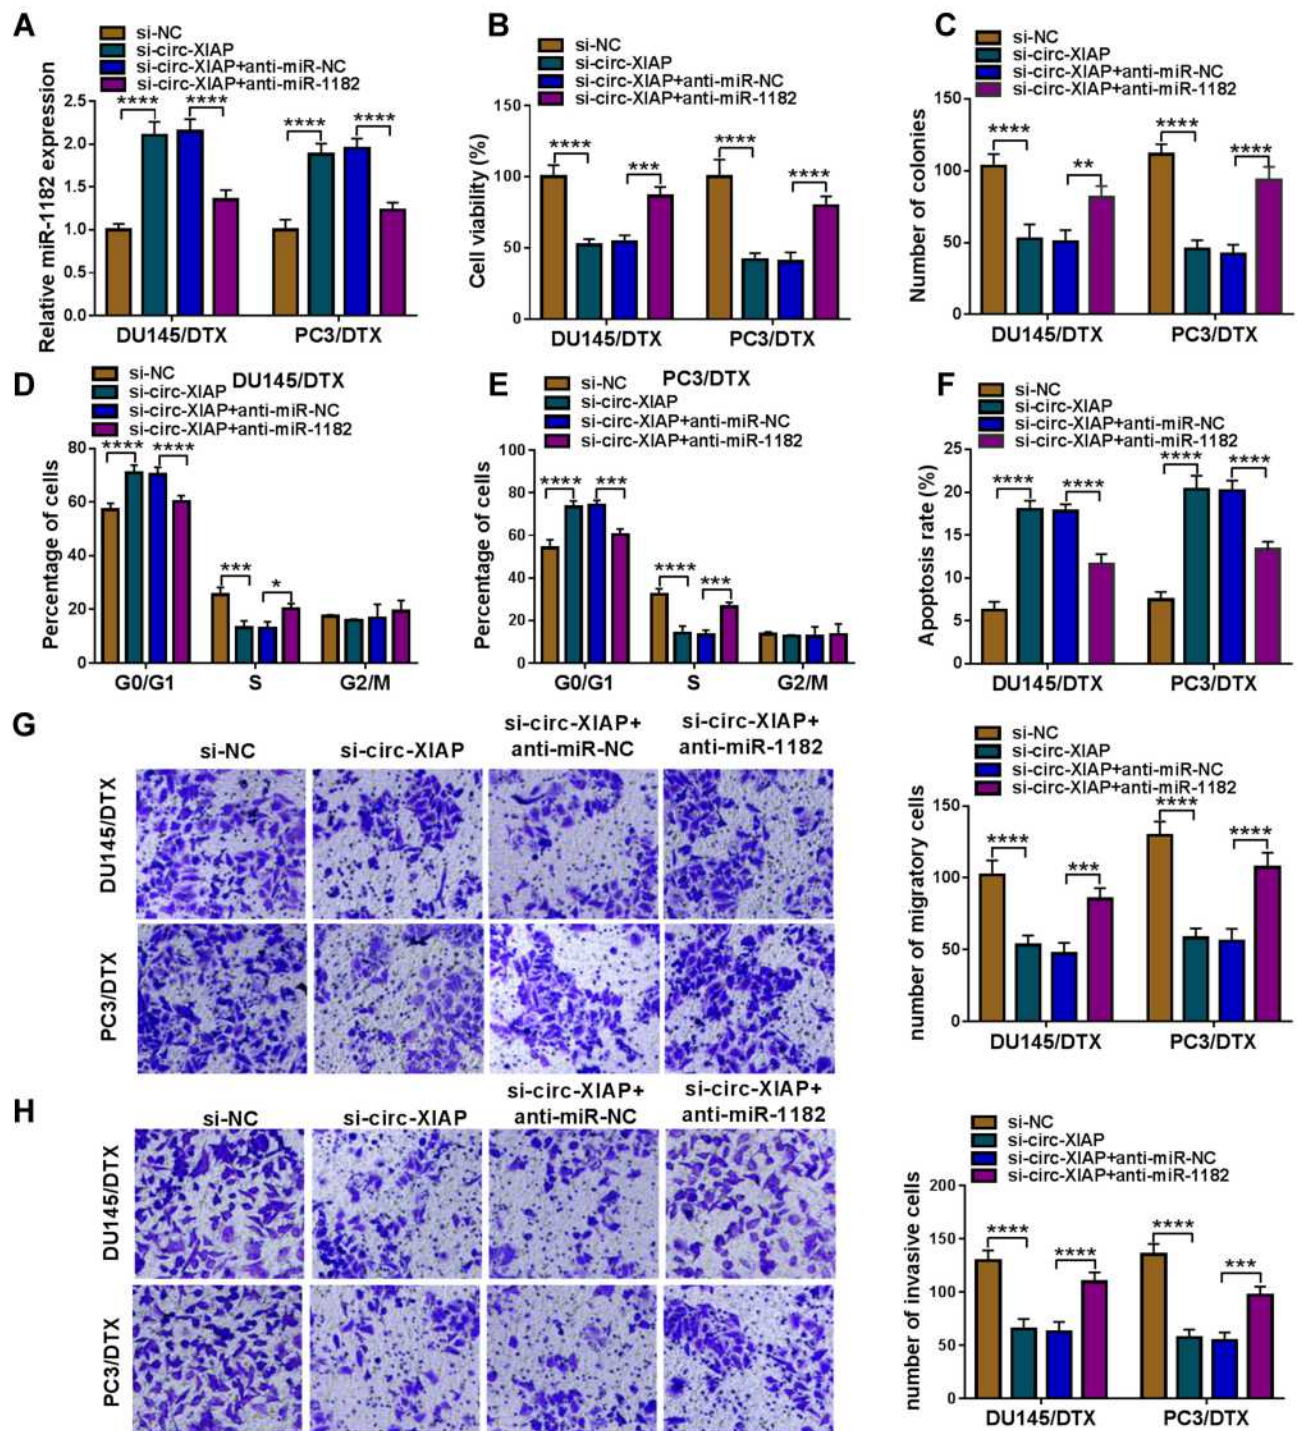 A
si-NC
si-circ-XIAP
si-circ-XIAP+anti-miR-NC
si-circ-XIAP+anti-miR-1182
Relative miR-1182 expression
2.5
2.0
1.5
1.0
0.5
0.0
**** ****
**** ****
DU145/DTX PC3/DTX
B
si-NC
si-circ-XIAP
si-circ-XIAP+anti-miR-NC
si-circ-XIAP+anti-miR-1182
Cell viability (%)
150
100
50
0
**** ***
**** ****
DU145/DTX PC3/DTX
C
si-NC
si-circ-XIAP
si-circ-XIAP+anti-miR-NC
si-circ-XIAP+anti-miR-1182
Number of colonies
150
100
50
0
**** **
**** ****
DU145/DTX PC3/DTX
D
si-NC
si-circ-XIAP
si-circ-XIAP+anti-miR-NC
si-circ-XIAP+anti-miR-1182
DU145/DTX
Percentage of cells
80
60
40
20
0
**** ****
*** *
G0/G1 S G2/M
E
si-NC
si-circ-XIAP
si-circ-XIAP+anti-miR-NC
si-circ-XIAP+anti-miR-1182
PC3/DTX
Percentage of cells
100
80
60
40
20
0
**** ***
**** ***
G0/G1 S G2/M
F
si-NC
si-circ-XIAP
si-circ-XIAP+anti-miR-NC
si-circ-XIAP+anti-miR-1182
Apoptosis rate (%)
25
20
15
10
5
0
**** ****
**** ****
DU145/DTX PC3/DTX
G
si-NC
si-circ-XIAP
si-circ-XIAP+
anti-miR-NC
si-circ-XIAP+
anti-miR-1182
DU145/DTX
PC3/DTX
si-NC
si-circ-XIAP
si-circ-XIAP+anti-miR-NC
si-circ-XIAP+anti-miR-1182
number of migratory cells
150
100
50
0
**** ***
**** ****
DU145/DTX PC3/DTX
H
si-NC
si-circ-XIAP
si-circ-XIAP+
anti-miR-NC
si-circ-XIAP+
anti-miR-1182
DU145/DTX
PC3/DTX
si-NC
si-circ-XIAP
si-circ-XIAP+anti-miR-NC
si-circ-XIAP+anti-miR-1182
number of invasive cells
200
150
100
50
0
**** ****
**** ***
DU145/DTX PC3/DTX